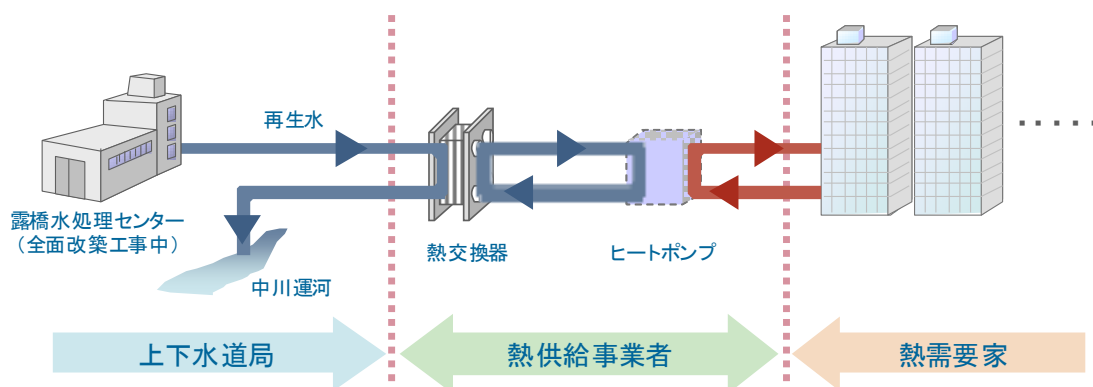 再生水
露橋水処理センター
（全面改築工事中）
中川運河
熱交換器
ヒートポンプ
上下水道局
熱供給事業者
熱需要家